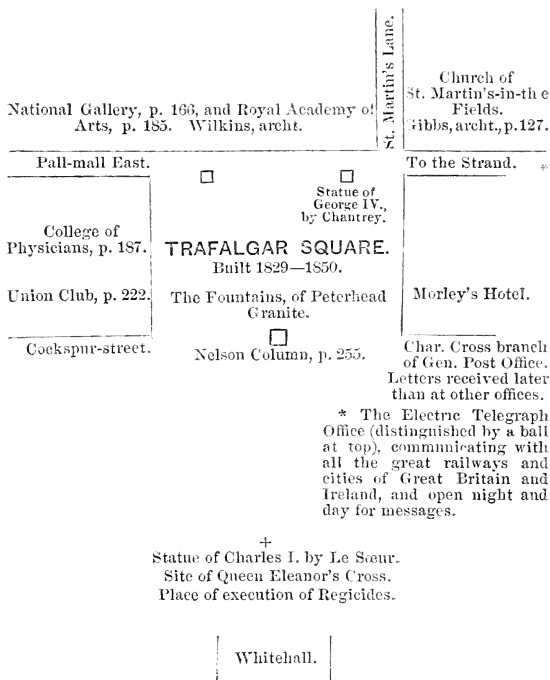 St. Martin's Lane.
National Gallery, p. 166, and Royal Academy of
Arts, p. 185. Wilkins, archt.
Church of
St. Martin's-in-the
Fields.
Gibbs, archt., p.127.
Pall-mall East.
To the Strand. *
Statue of
George IV.,
by Chantrey.
College of
Physicians, p. 187.
TRAFALGAR SQUARE.
Built 1829—1850.
Union Club, p. 222.
The Fountains, of Peterhead
Granite.
Morley's Hotel.
Cockspur-street.
Nelson Column, p. 255.
Char. Cross branch
of Gen. Post Office.
Letters received later
than at other offices.
* The Electric Telegraph
Office (distinguished by a ball
at top), communicating with
all the great railways and
cities of Great Britain and
Ireland, and open night and
day for messages.
+
Statue of Charles I. by Le Sœur.
Site of Queen Eleanor's Cross.
Place of execution of Regicides.
Whitehall.